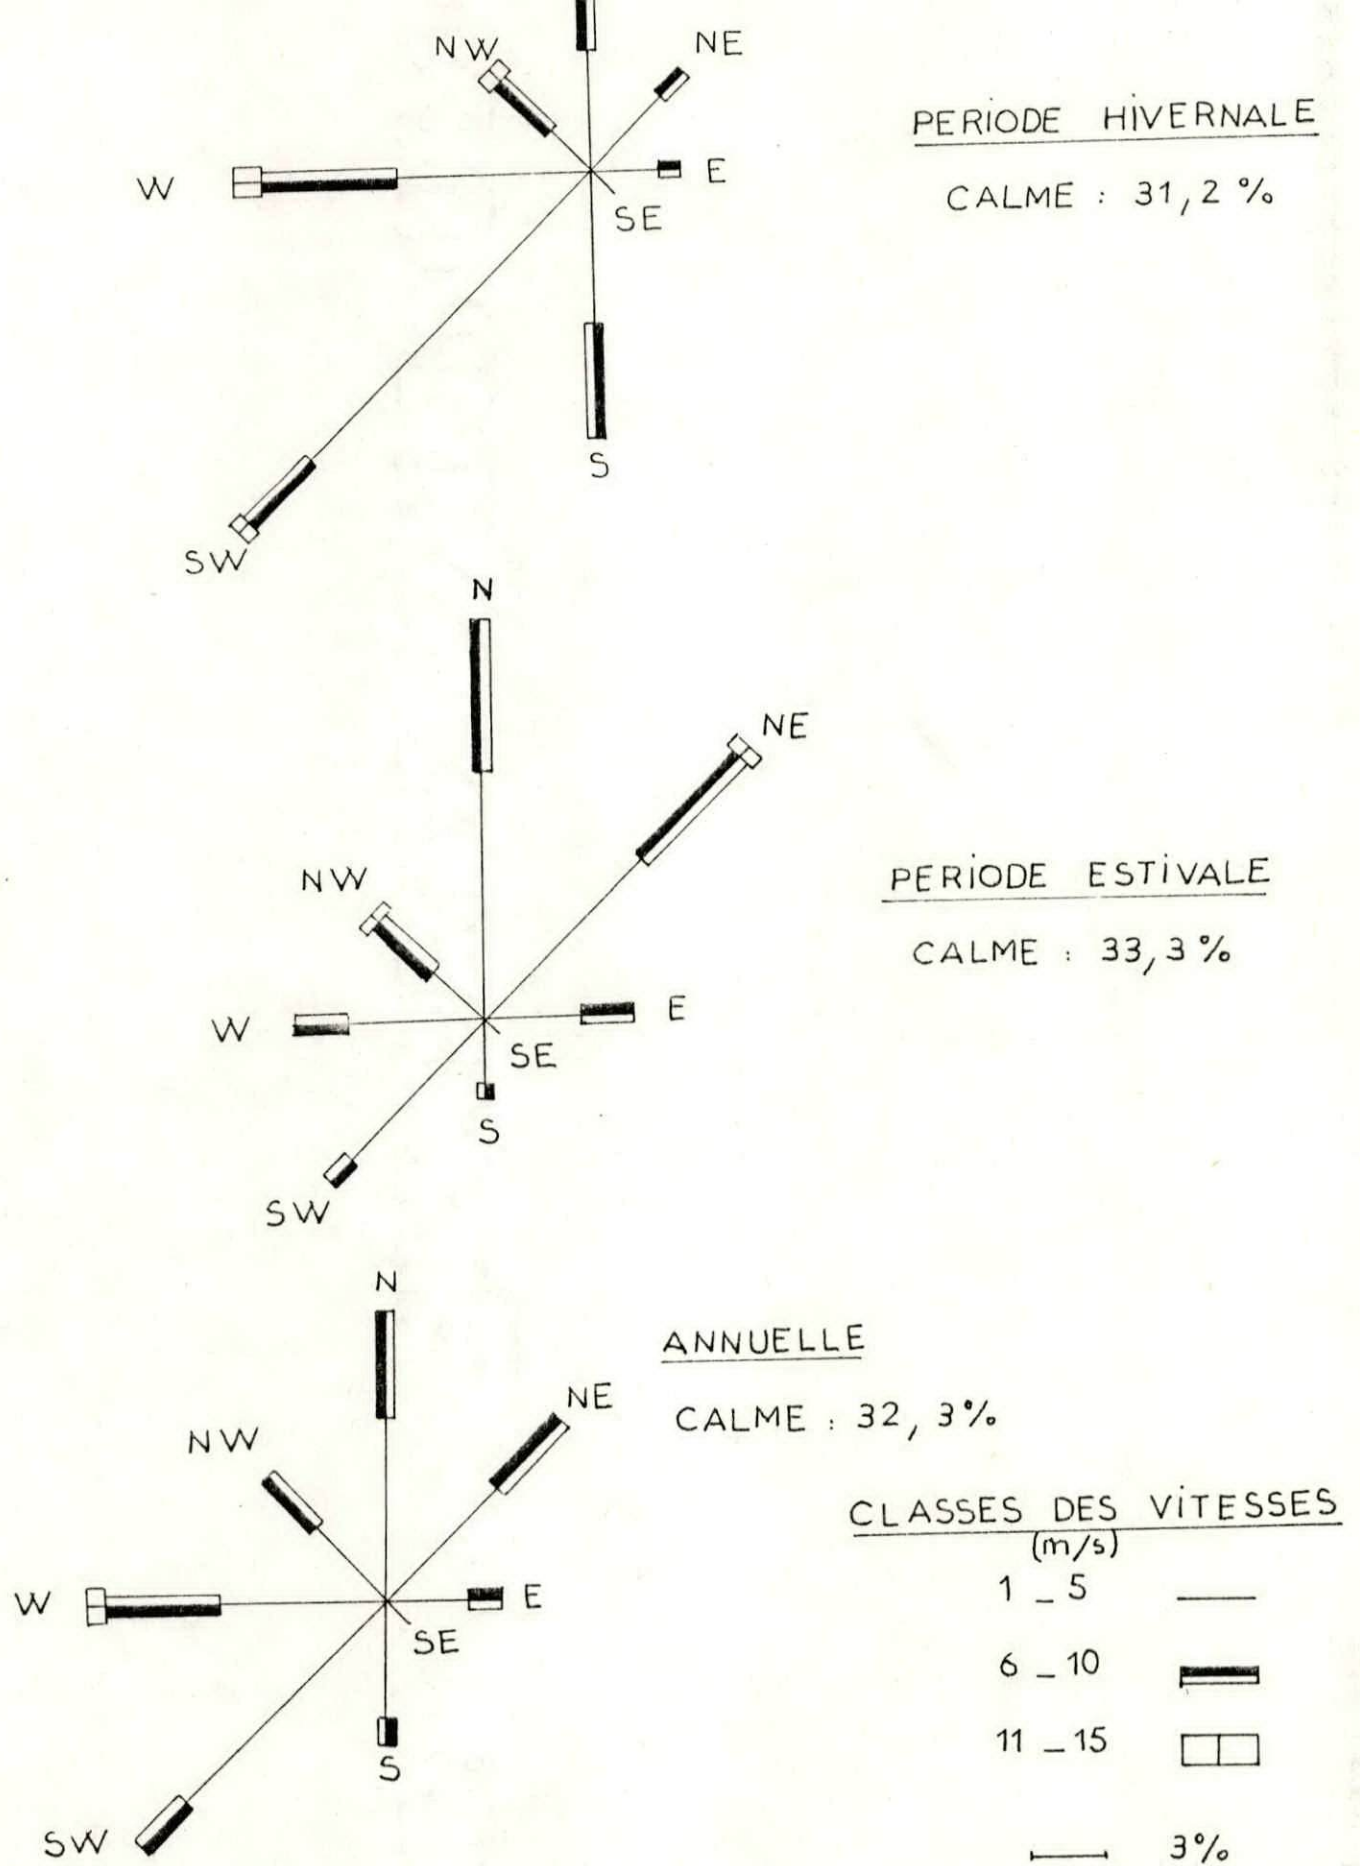 NW
NE
W
E
SE
S
SW
PERIODE HIVERNALE
CALME : 31,2 %
N
NE
NW
W
E
SE
S
SW
PERIODE ESTIVALE
CALME : 33,3 %
N
NE
NW
W
E
SE
S
SW
ANNUELLE
CALME : 32, 3%
CLASSES DES VITESSES
(m/s)
1 _ 5
6 _ 10
11 _ 15
3%